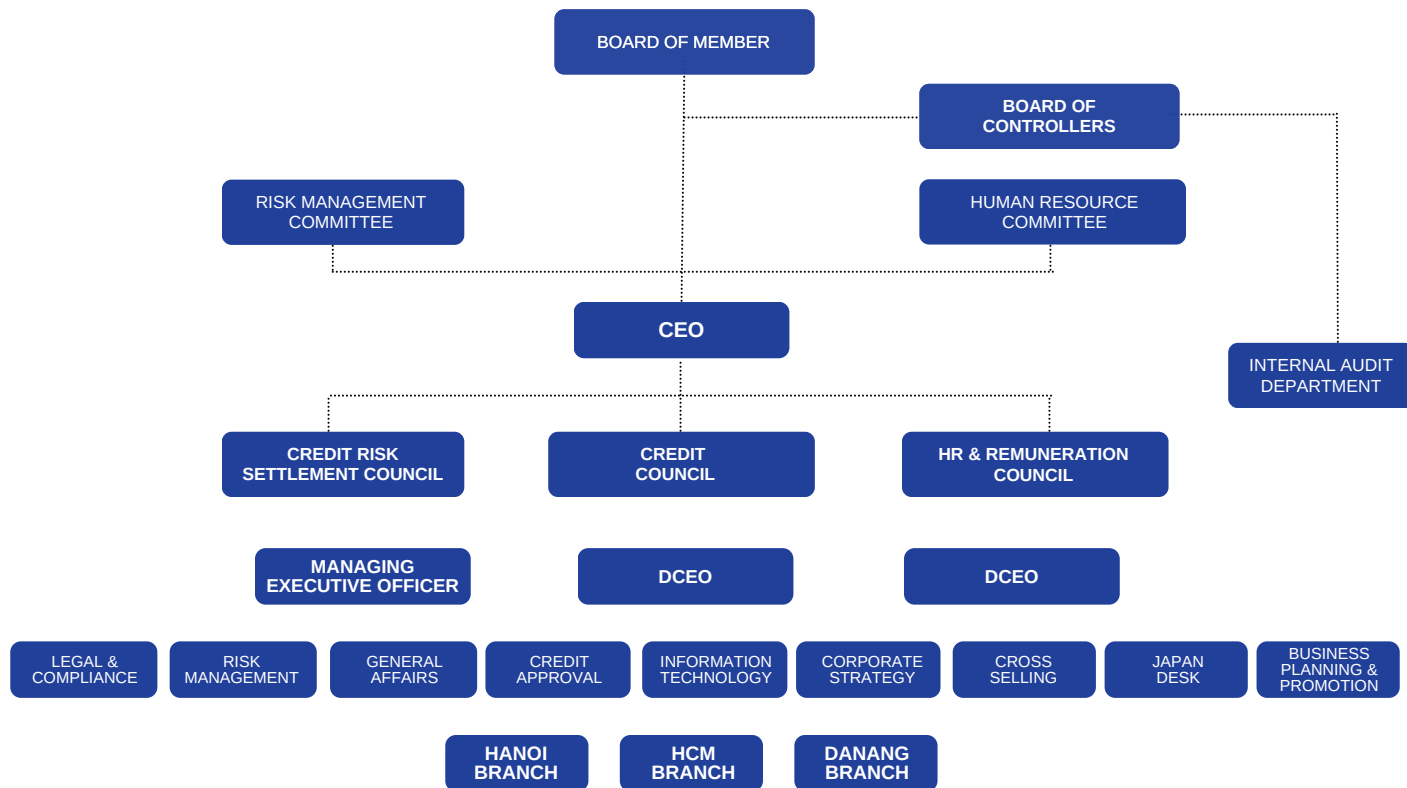 BOARD OF MEMBER
BOARD OF
CONTROLLERS
RISK MANAGEMENT
COMMITTEE
HUMAN RESOURCE
COMMITTEE
CEO
INTERNAL AUDIT
DEPARTMENT
CREDIT RISK
SETTLEMENT COUNCIL
CREDIT
COUNCIL
HR & REMUNERATION
COUNCIL
MANAGING
EXECUTIVE OFFICER
DCEO
DCEO
LEGAL &
COMPLIANCE
RISK
MANAGEMENT
GENERAL
AFFAIRS
CREDIT
APPROVAL
INFORMATION
TECHNOLOGY
CORPORATE
STRATEGY
CROSS
SELLING
JAPAN
DESK
BUSINESS
PLANNING &
PROMOTION
HANOI
BRANCH
HCM
BRANCH
DANANG
BRANCH